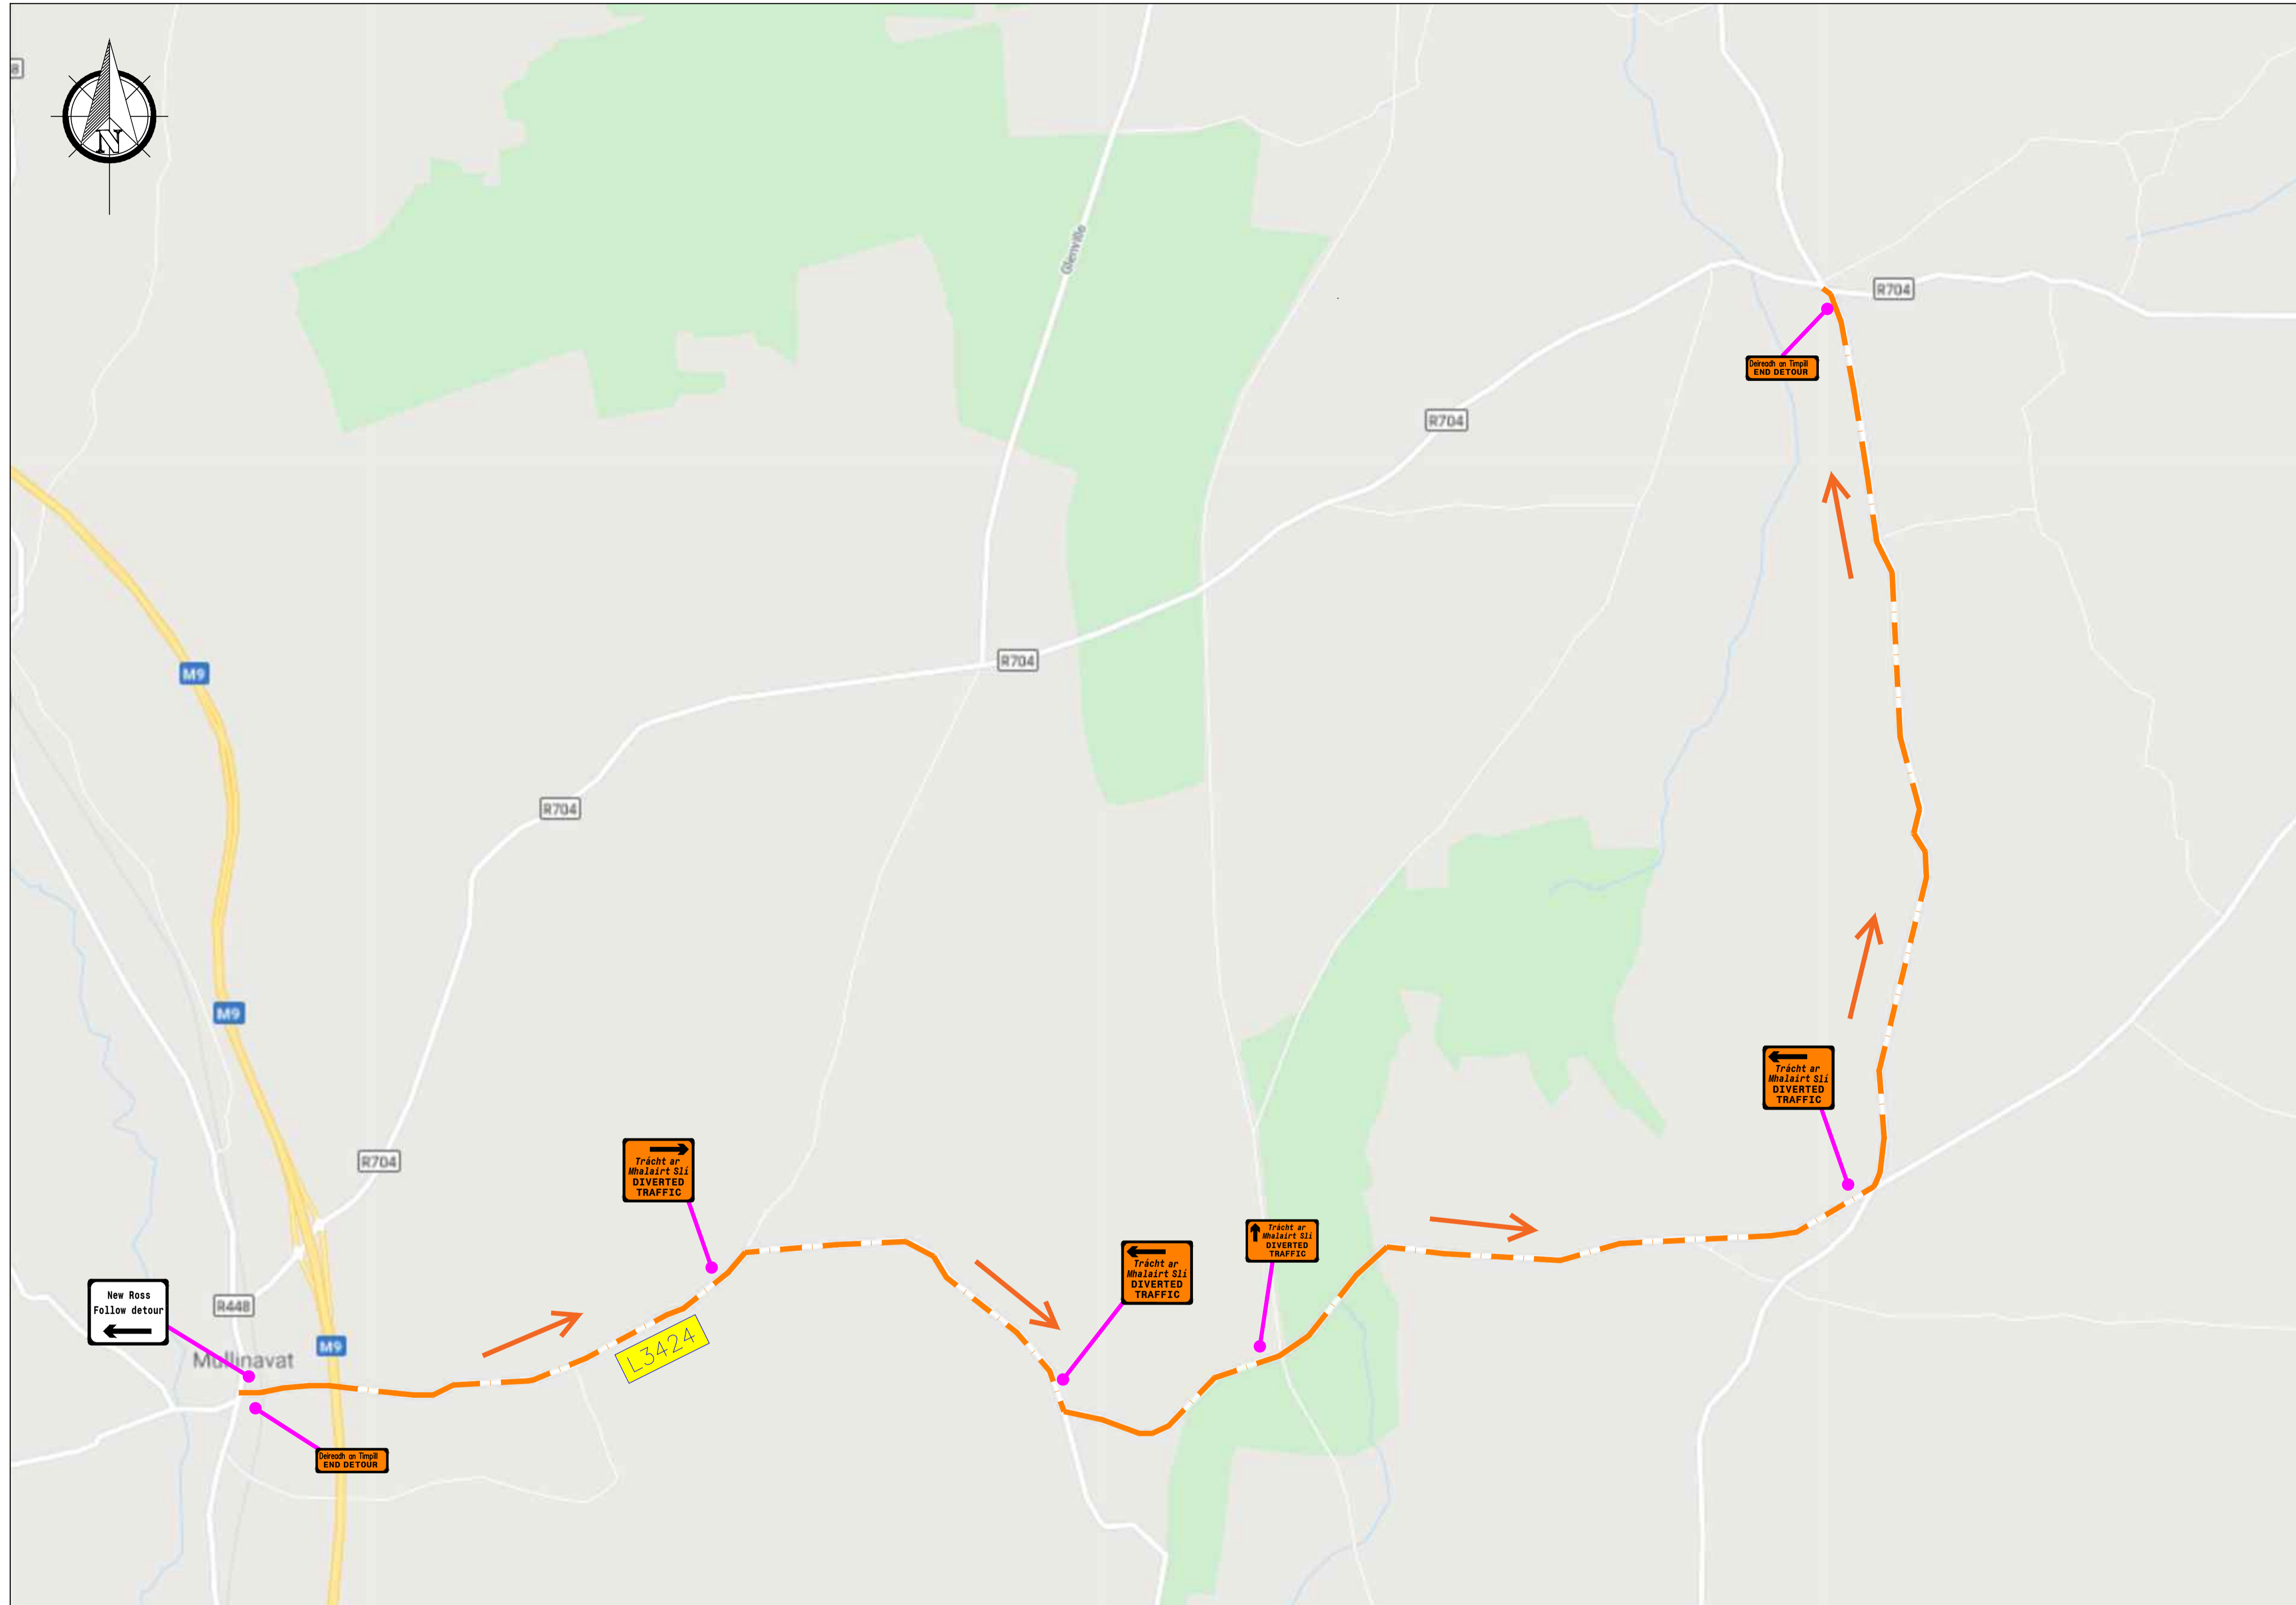 N
8
Glenville
R704
Deireadh an Timpill
END DETOUR
R704
R704
M9
R704
M9
Trácht ar
Mhalairt Slí
DIVERTED
TRAFFIC
R704
Trácht ar
Mhalairt Slí
DIVERTED
TRAFFIC
Trácht ar
Mhalairt Slí
DIVERTED
TRAFFIC
Trácht ar
Mhalairt Slí
DIVERTED
TRAFFIC
New Ross
Follow detour
R448
M9
L3424
Mullinavat
Deireadh an Timpill
END DETOUR